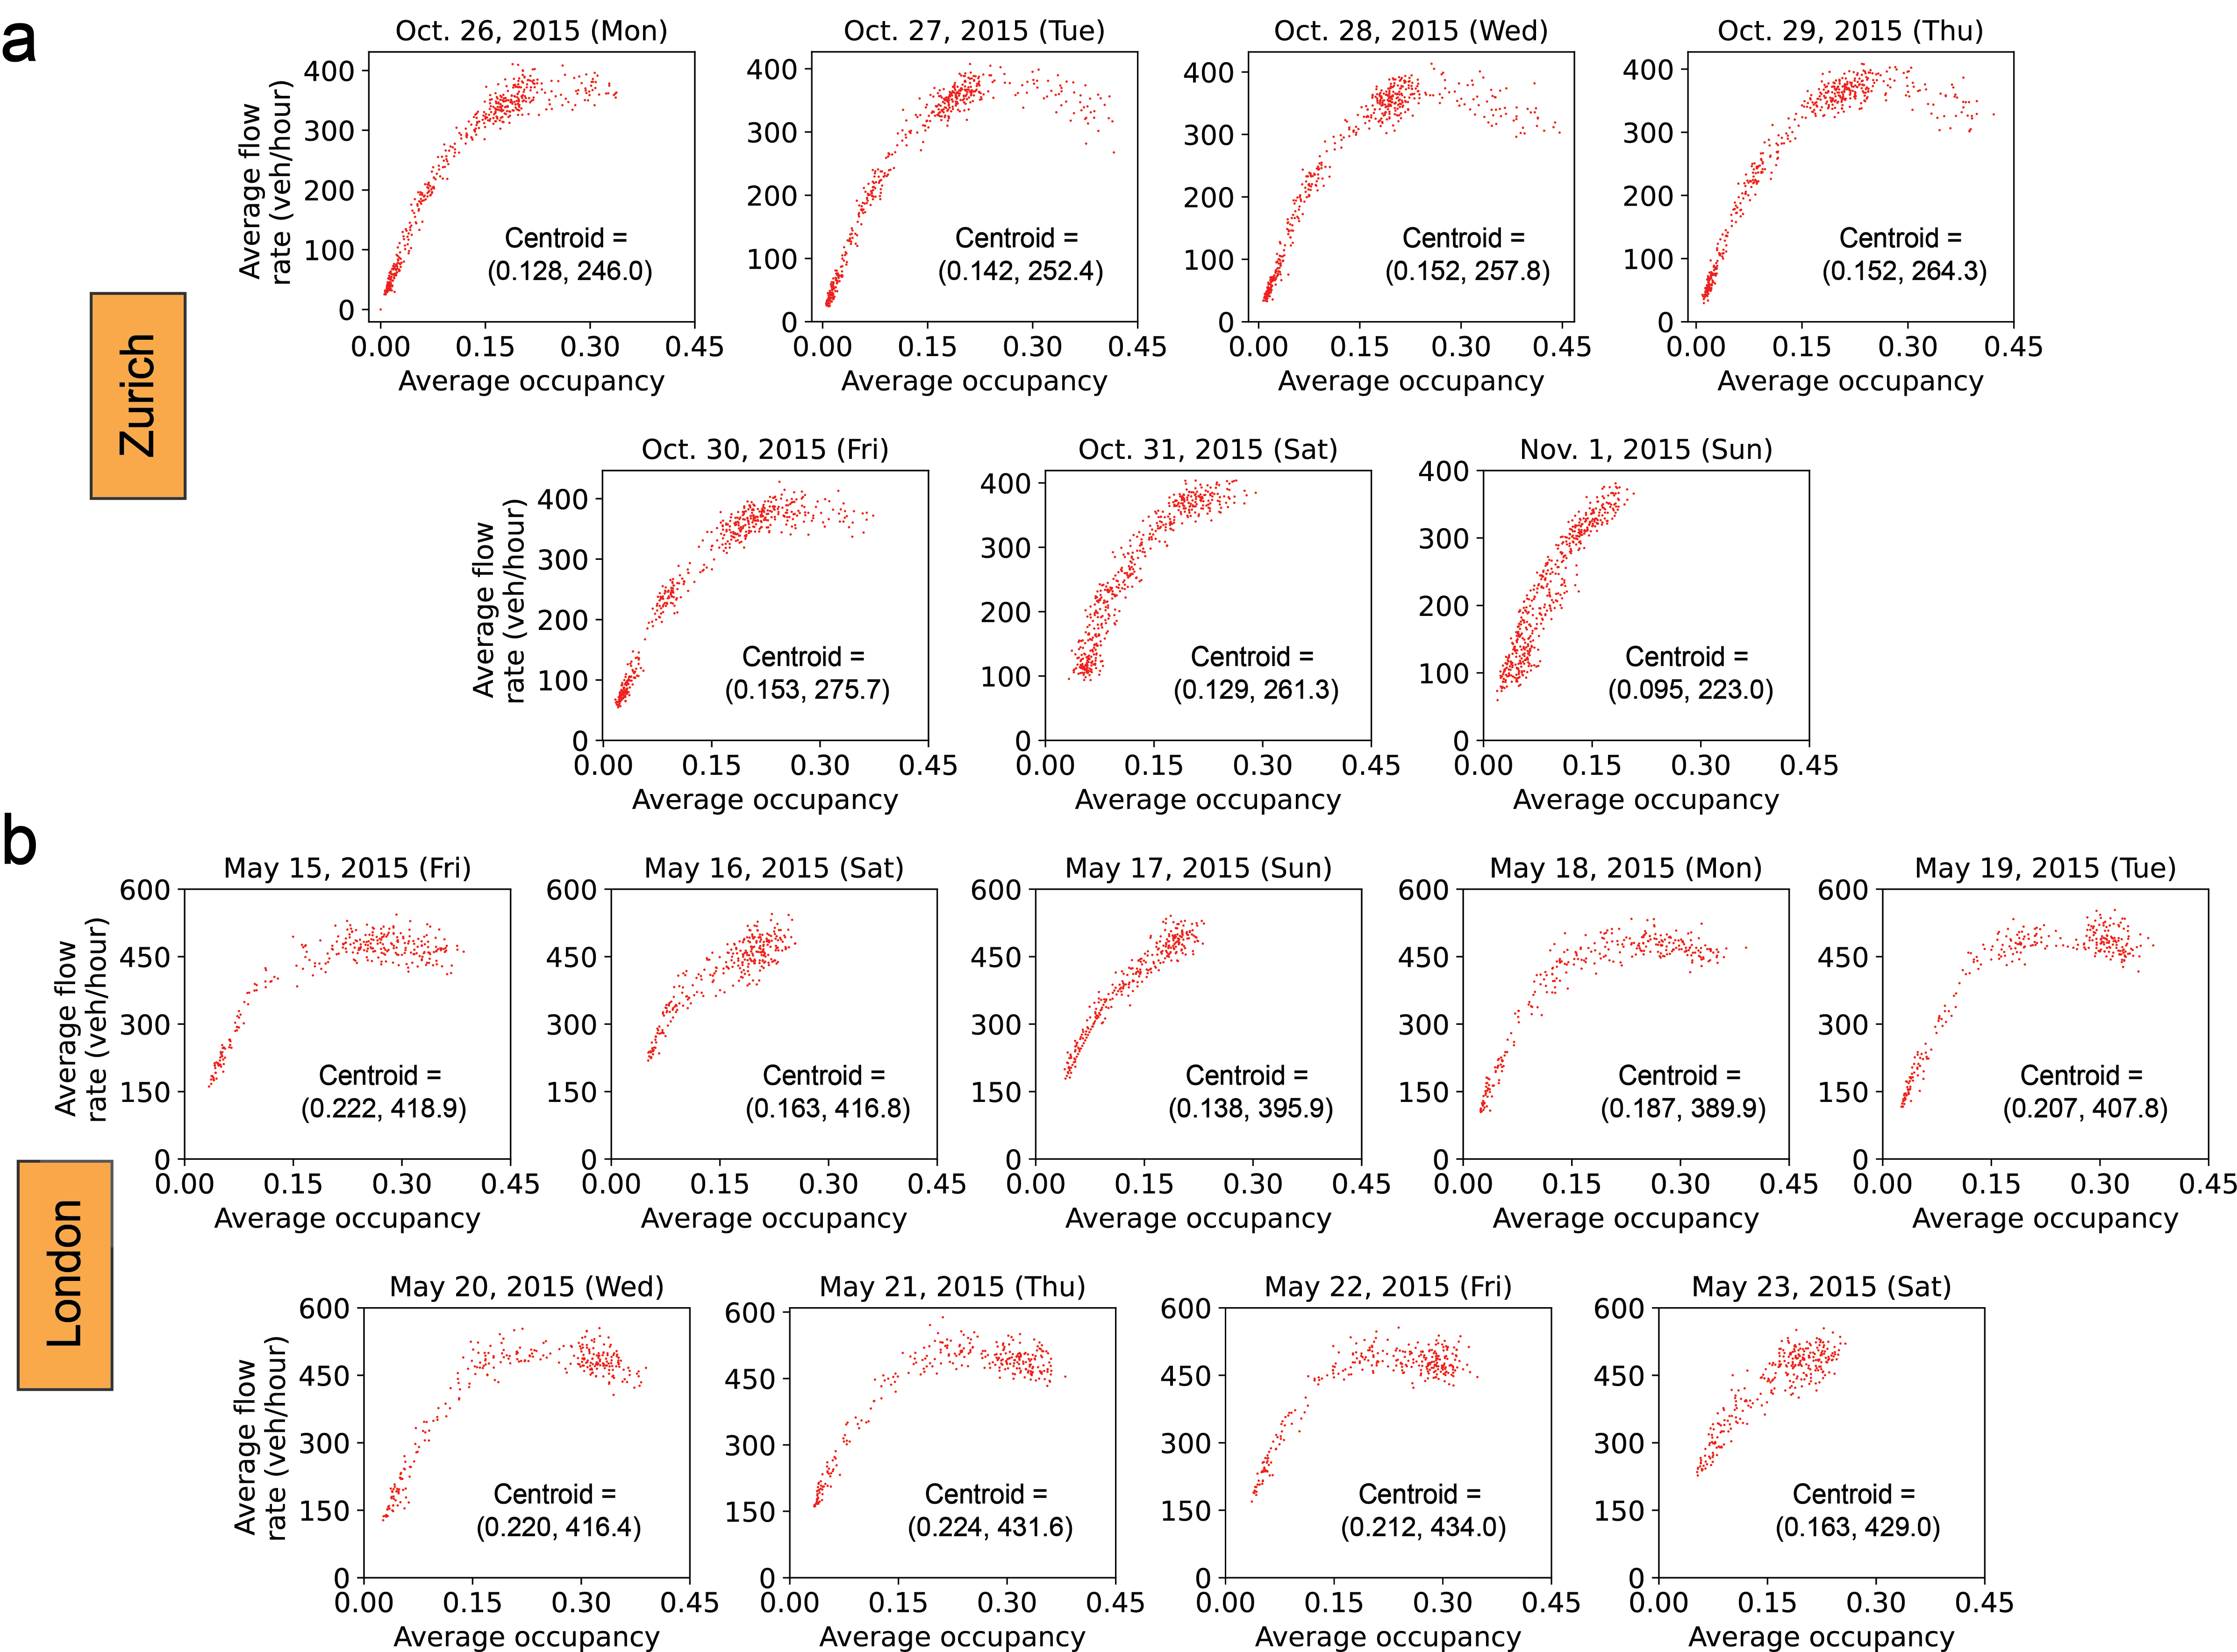 a
Zurich
Oct. 26, 2015 (Mon)
Average flow
rate (veh/hour)
400
300
200
100
0
Centroid =
(0.128, 246.0)
0.00 0.15 0.30 0.45
Average occupancy
Oct. 27, 2015 (Tue)
400
300
200
100
0
Centroid =
(0.142, 252.4)
0.00 0.15 0.30 0.45
Average occupancy
Oct. 28, 2015 (Wed)
400
300
200
100
0
Centroid =
(0.152, 257.8)
0.00 0.15 0.30 0.45
Average occupancy
Oct. 29, 2015 (Thu)
400
300
200
100
0
Centroid =
(0.152, 264.3)
0.00 0.15 0.30 0.45
Average occupancy
Oct. 30, 2015 (Fri)
Average flow
rate (veh/hour)
400
300
200
100
0
Centroid =
(0.153, 275.7)
0.00 0.15 0.30 0.45
Average occupancy
Oct. 31, 2015 (Sat)
400
300
200
100
0
Centroid =
(0.129, 261.3)
0.00 0.15 0.30 0.45
Average occupancy
Nov. 1, 2015 (Sun)
400
300
200
100
0
Centroid =
(0.095, 223.0)
0.00 0.15 0.30 0.45
Average occupancy
b
London
May 15, 2015 (Fri)
Average flow
rate (veh/hour)
600
450
300
150
0
Centroid =
(0.222, 418.9)
0.00 0.15 0.30 0.45
Average occupancy
May 16, 2015 (Sat)
600
450
300
150
0
Centroid =
(0.163, 416.8)
0.00 0.15 0.30 0.45
Average occupancy
May 17, 2015 (Sun)
600
450
300
150
0
Centroid =
(0.138, 395.9)
0.00 0.15 0.30 0.45
Average occupancy
May 18, 2015 (Mon)
600
450
300
150
0
Centroid =
(0.187, 389.9)
0.00 0.15 0.30 0.45
Average occupancy
May 19, 2015 (Tue)
600
450
300
150
0
Centroid =
(0.207, 407.8)
0.00 0.15 0.30 0.45
Average occupancy
May 20, 2015 (Wed)
Average flow
rate (veh/hour)
600
450
300
150
0
Centroid =
(0.220, 416.4)
0.00 0.15 0.30 0.45
Average occupancy
May 21, 2015 (Thu)
600
450
300
150
0
Centroid =
(0.224, 431.6)
0.00 0.15 0.30 0.45
Average occupancy
May 22, 2015 (Fri)
600
450
300
150
0
Centroid =
(0.212, 434.0)
0.00 0.15 0.30 0.45
Average occupancy
May 23, 2015 (Sat)
600
450
300
150
0
Centroid =
(0.163, 429.0)
0.00 0.15 0.30 0.45
Average occupancy